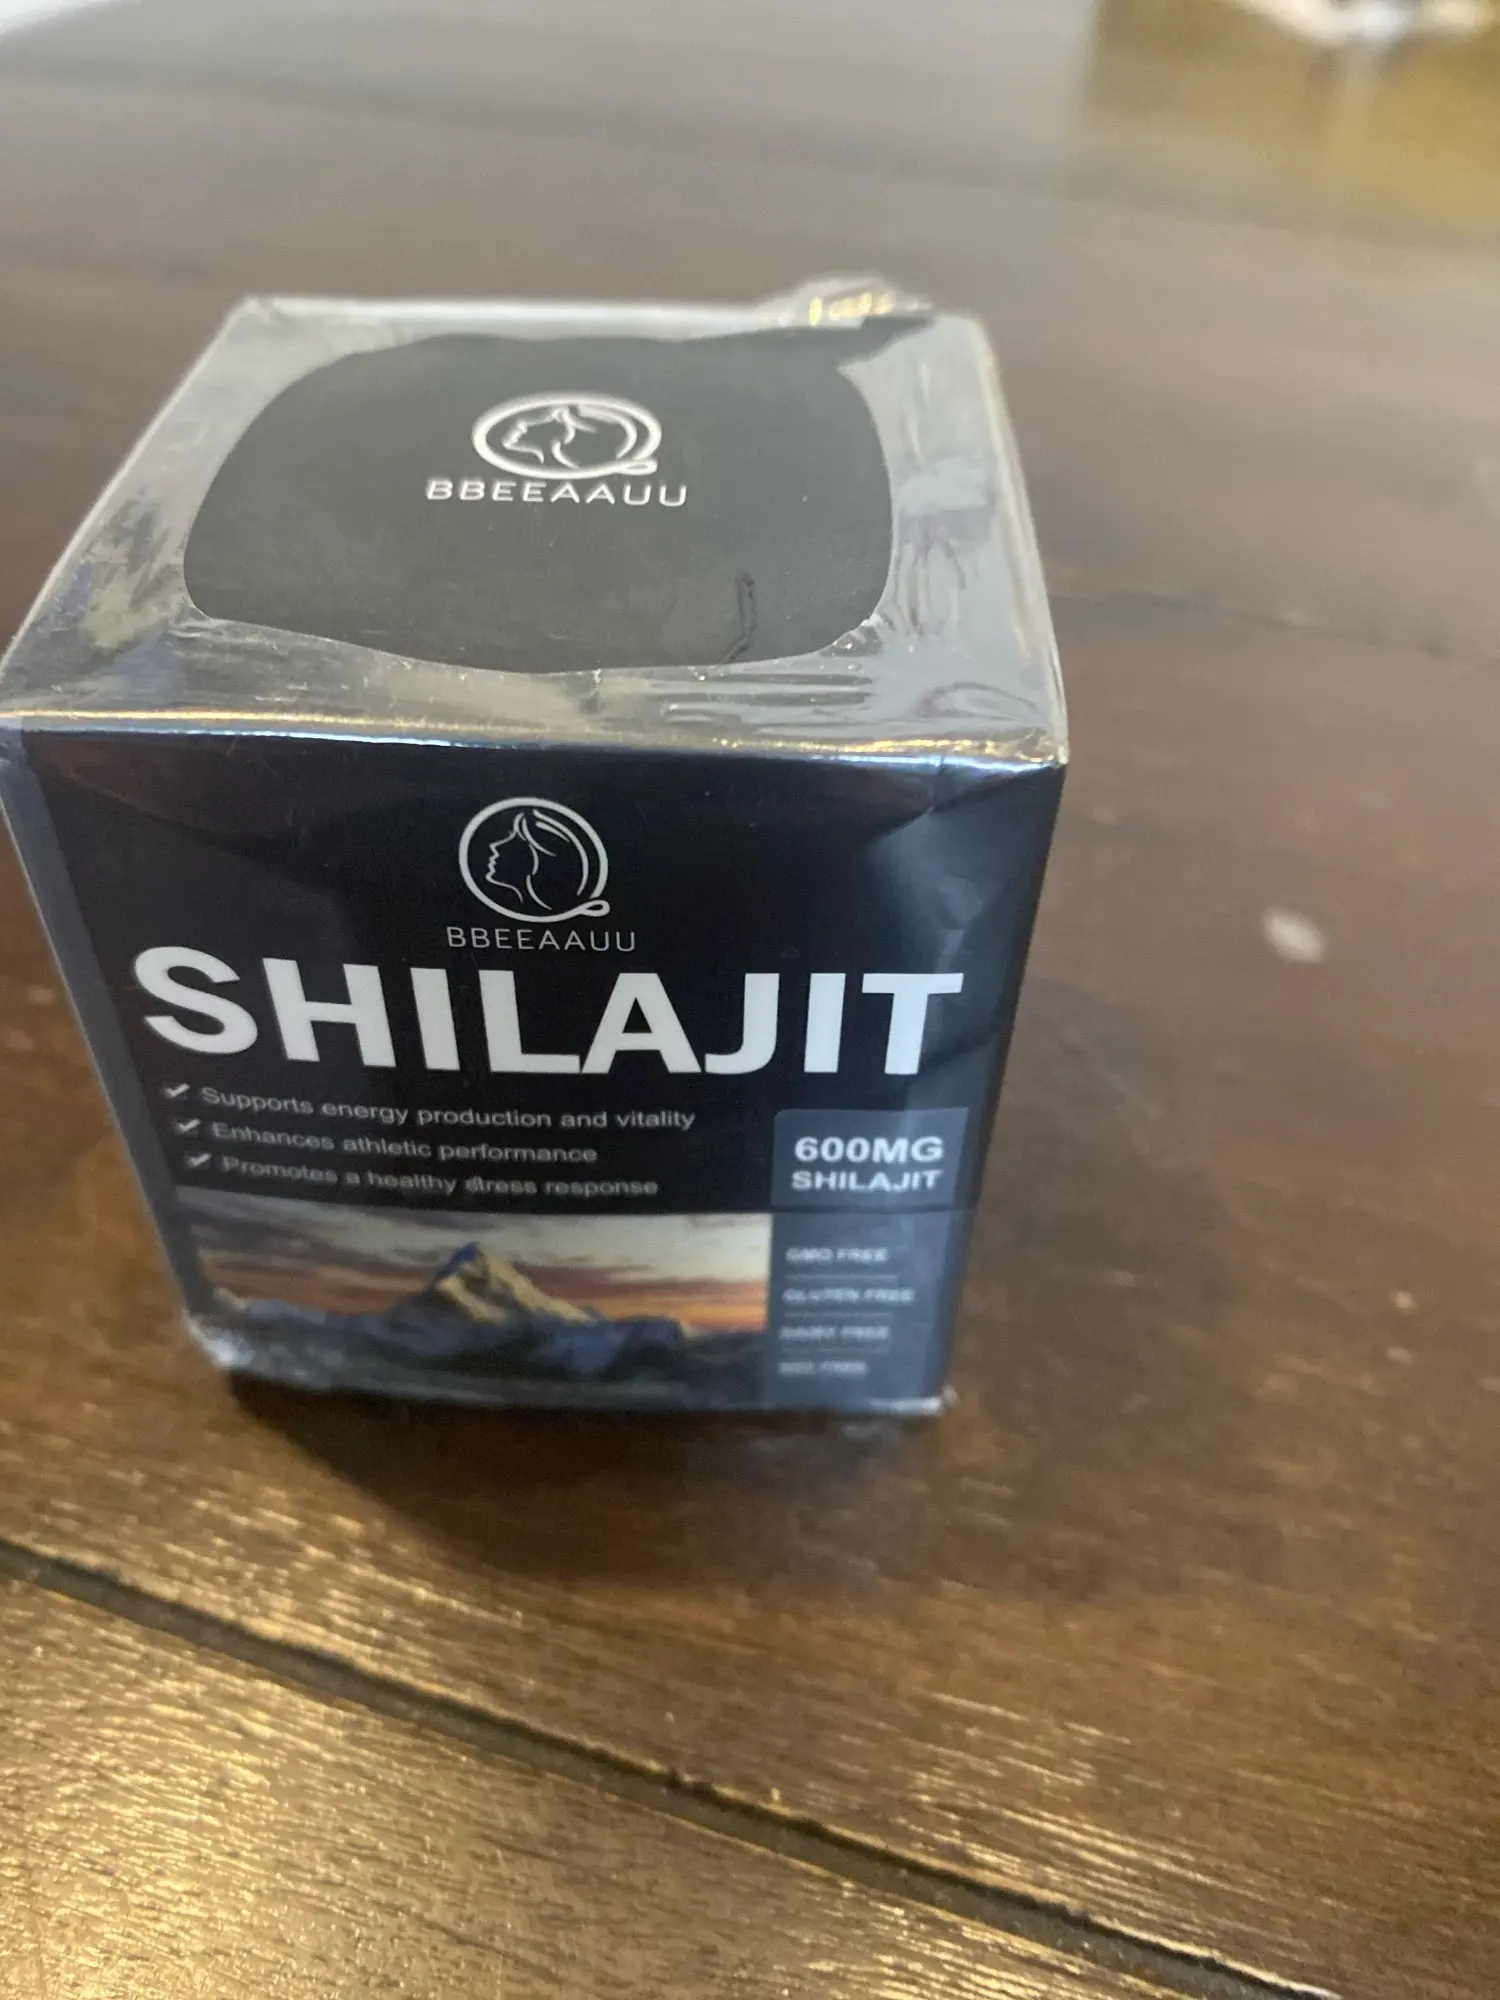 BBEEAAUU
BBEEAAUU
SHILAJIT
✓ Supports energy production and vitality
✓ Enhances athletic performance
✓ Promotes a healthy stress response
600MG
SHILAJIT
GMO FREE
GLUTEN FREE
DAIRY FREE
FREE